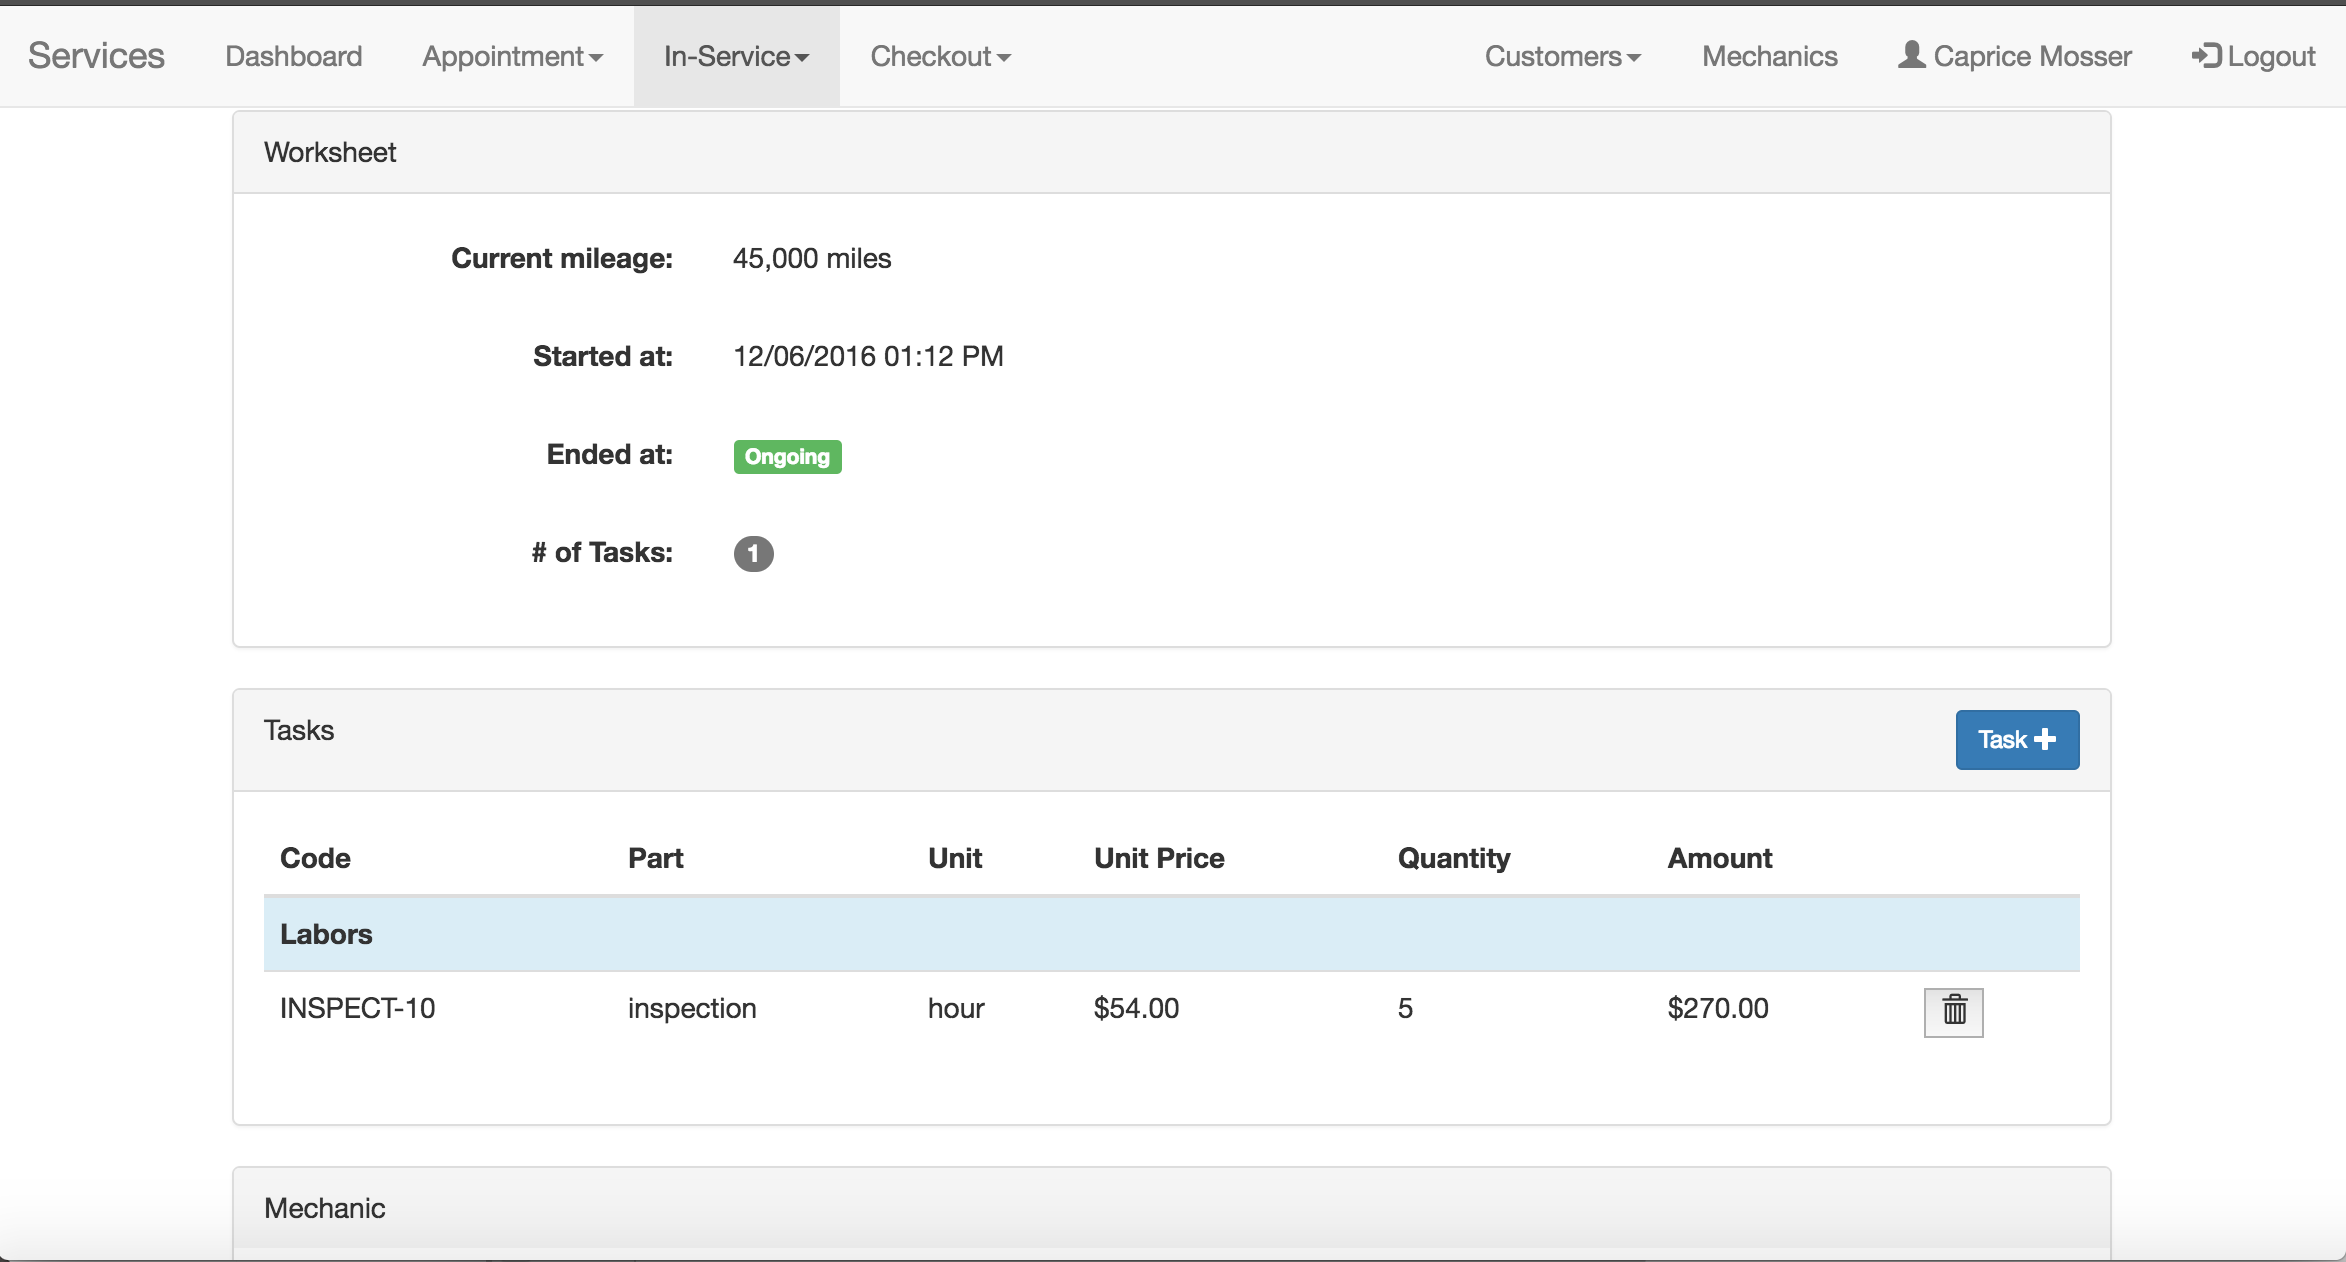 Services Dashboard Appointment In-Service Checkout Customers Mechanics Caprice Mosser Logout
Worksheet
Current mileage: 45,000 miles
Started at: 12/06/2016 01:12 PM
Ended at: Ongoing
# of Tasks: 1
Tasks Task
Code Part Unit Unit Price Quantity Amount
Labors
INSPECT-10 inspection hour $54.00 5 $270.00
Mechanic